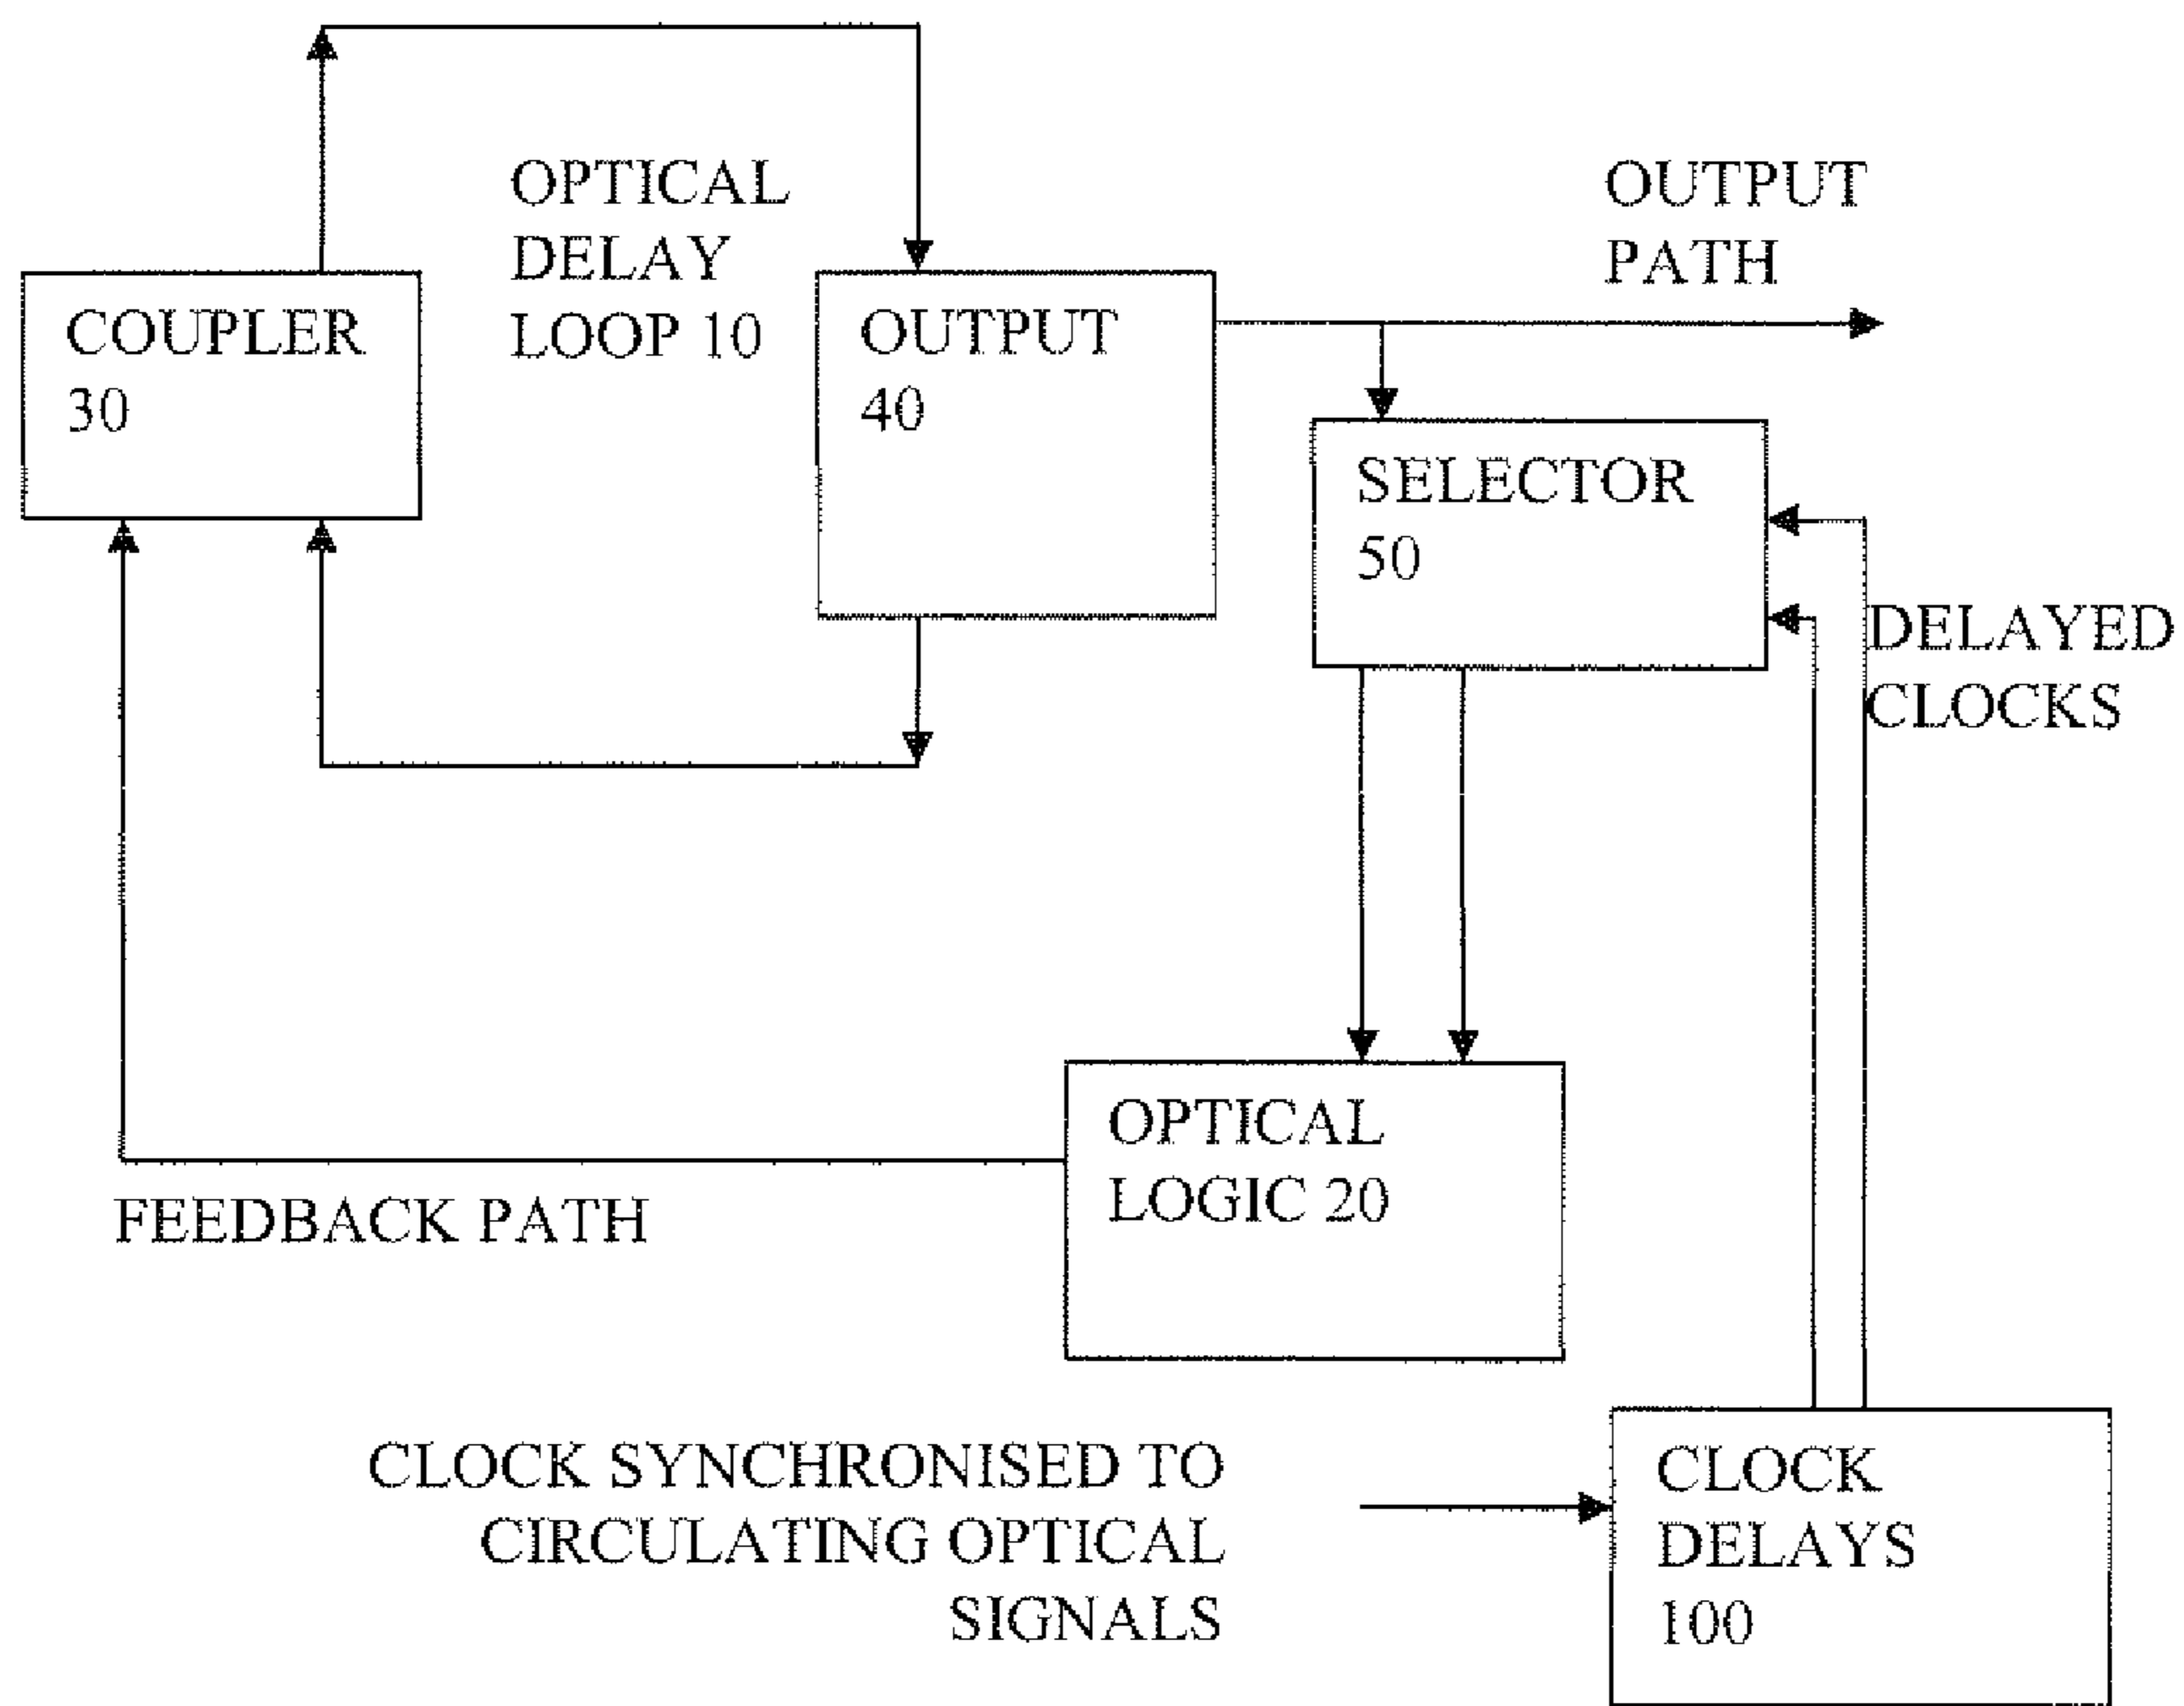 OPTICAL
DELAY
LOOP 10
OUTPUT
PATH
COUPLER
30
OUTPUT
40
SELECTOR
50
DELAYED
CLOCKS
OPTICAL
LOGIC 20
FEEDBACK PATH
CLOCK SYNCHRONISED TO
CIRCULATING OPTICAL
SIGNALS
CLOCK
DELAYS
100